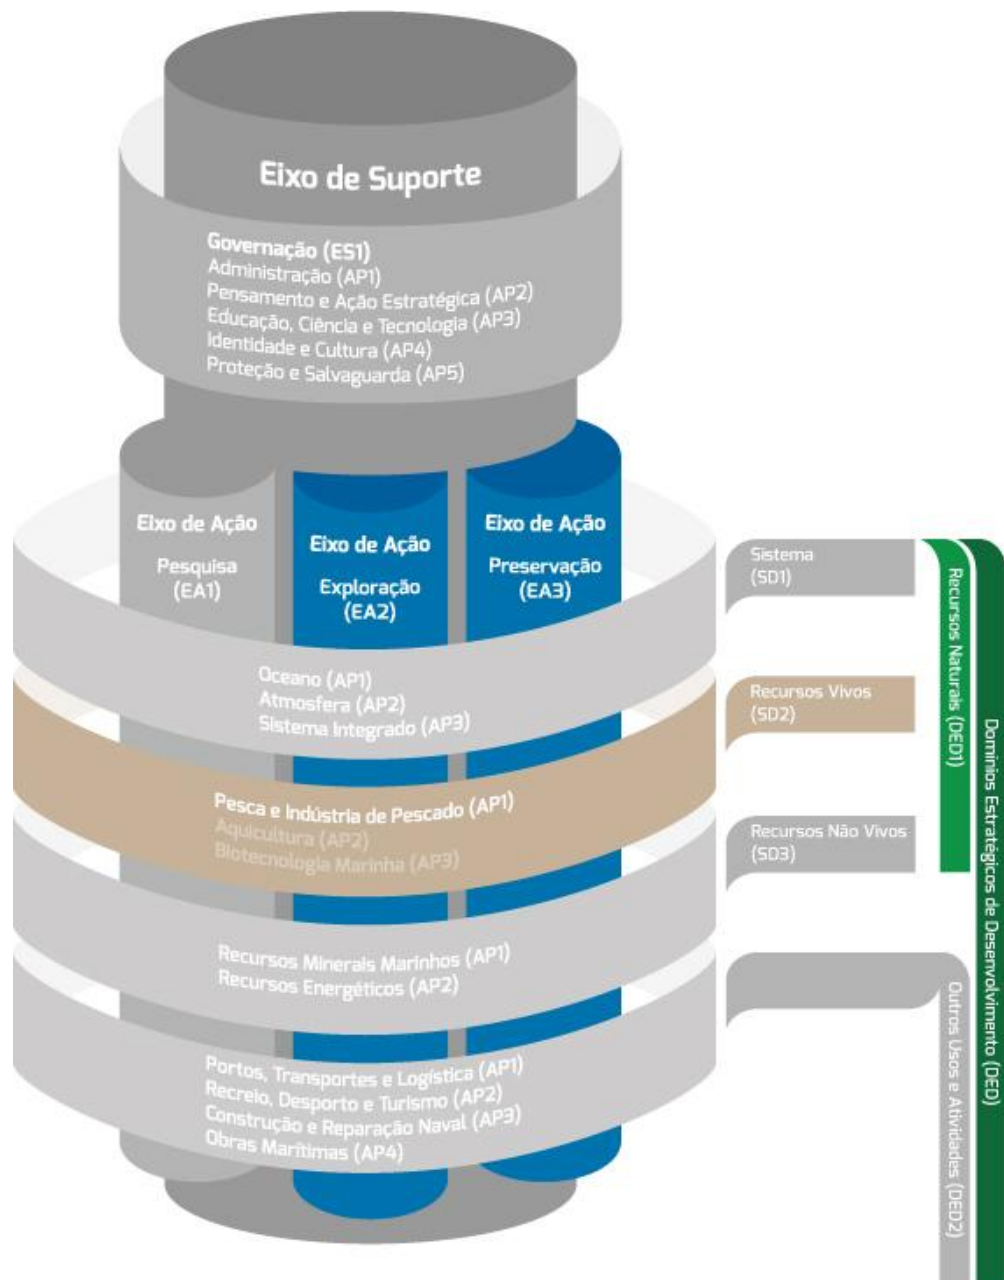 Eixo de Suporte
Governação (ES1)
Administração (AP1)
Pensamento e Ação Estratégica (AP2)
Educação, Ciência e Tecnologia (AP3)
Identidade e Cultura (AP4)
Proteção e Salvaguarda (AP5)
Eixo de Ação
Pesquisa
(EA1)
Eixo de Ação
Exploração
(EA2)
Eixo de Ação
Preservação
(EA3)
Oceano (AP1)
Atmosfera (AP2)
Sistema Integrado (AP3)
Pesca e Indústria de Pescado (AP1)
Aquicultura (AP2)
Biotecnologia Marinha (AP3)
Recursos Minerais Marinhos (AP1)
Recursos Energéticos (AP2)
Portos, Transportes e Logística (AP1)
Recreio, Desporto e Turismo (AP2)
Construção e Reparação Naval (AP3)
Obras Marítimas (AP4)
Sistema
(SD1)
Recursos Vivos
(SD2)
Recursos Não Vivos
(SD3)
Recursos Naturais (DED1)
Outros Usos e Atividades (DED2)
Domínios Estratégicos de Desenvolvimento (DED)